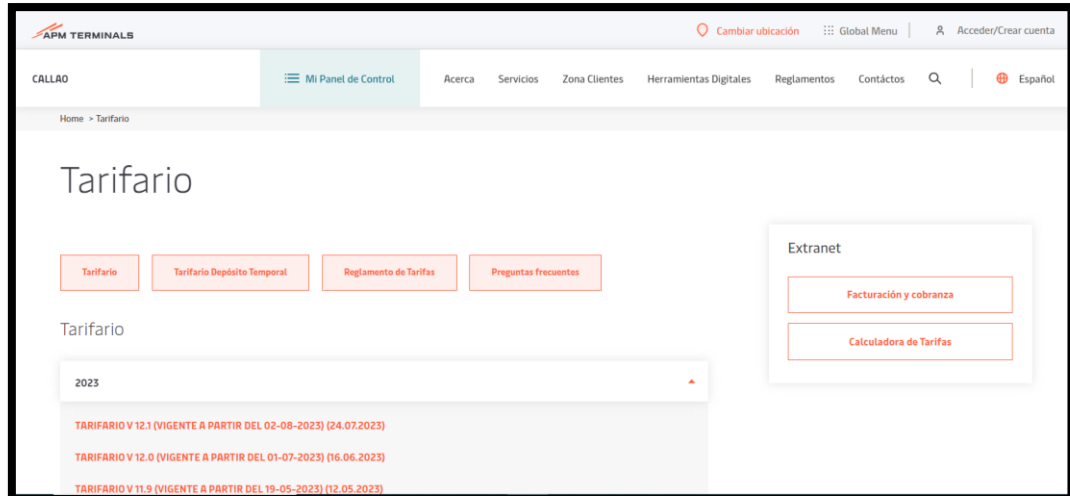 APM TERMINALS
Cambiar ubicación
Global Menu
Acceder/Crear cuenta
CALLAO
Mi Panel de Control
Acerca
Servicios
Zona Clientes
Herramientas Digitales
Reglamentos
Contáctos
Español
Home > Tarifario
Tarifario
Tarifario
Tarifario Depósito Temporal
Reglamento de Tarifas
Preguntas frecuentes
Extranet
Facturación y cobranza
Calculadora de Tarifas
Tarifario
2023
TARIFARIO V 12.1 (VIGENTE A PARTIR DEL 02-08-2023) (24.07.2023)
TARIFARIO V 12.0 (VIGENTE A PARTIR DEL 01-07-2023) (16.06.2023)
TARIFARIO V 11.9 (VIGENTE A PARTIR DEL 19-05-2023) (12.05.2023)